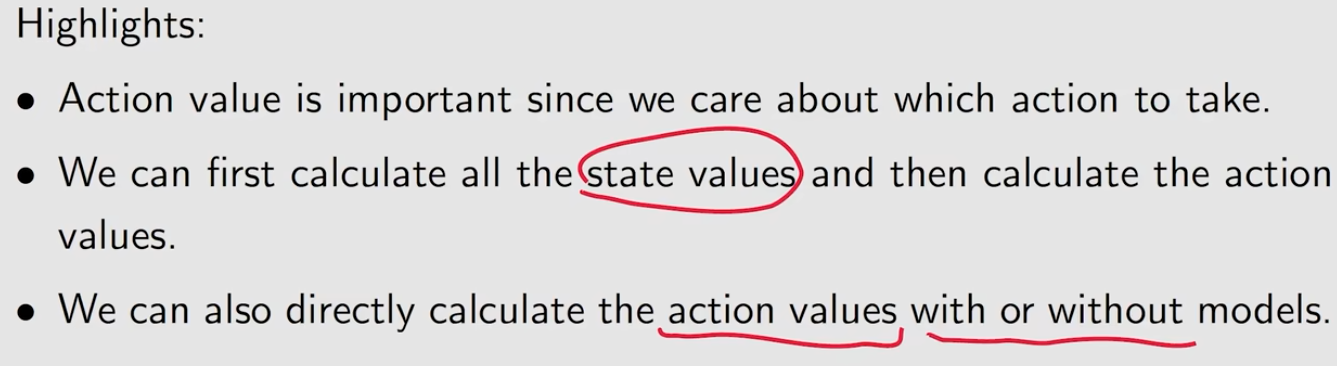 Highlights:
• Action value is important since we care about which action to take.
• We can first calculate all the state values and then calculate the action
values.
• We can also directly calculate the action values with or without models.